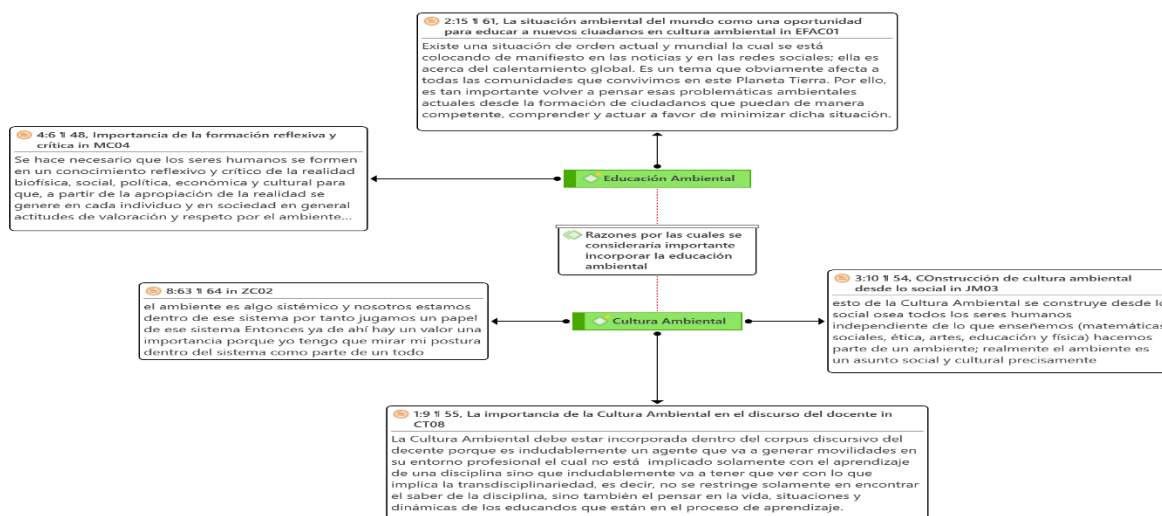 2:15 ¶ 61, La situación ambiental del mundo como una oportunidad
para educar a nuevos ciuadanos en cultura ambiental in EFAC01
Existe una situación de orden actual y mundial la cual se está
colocando de manifiesto en las noticias y en las redes sociales; ella es
acerca del calentamiento global. Es un tema que obviamente afecta a
todas las comunidades que convivimos en este Planeta Tierra. Por ello,
es tan importante volver a pensar esas problemáticas ambientales
actuales desde la formación de ciudadanos que puedan de manera
competente, comprender y actuar a favor de minimizar dicha situación.
4:6 ¶ 48, Importancia de la formación reflexiva y
crítica in MC04
Se hace necesario que los seres humanos se formen
en un conocimiento reflexivo y crítico de la realidad
biofísica, social, política, económica y cultural para
que, a partir de la apropiación de la realidad se
genere en cada individuo y en sociedad en general
actitudes de valoración y respeto por el ambiente...
Educación Ambiental
Razones por las cuales se
consideraría importante
incorporar la educación
ambiental
8:63 ¶ 64 in ZC02
el ambiente es algo sistémico y nosotros estamos
dentro de ese sistema por tanto jugamos un papel
de ese sistema Entonces ya de ahí hay un valor una
importancia porque yo tengo que mirar mi postura
dentro del sistema como parte de un todo
Cultura Ambiental
3:10 ¶ 54, COnstrucción de cultura ambiental
desde lo social in JM03
esto de la Cultura Ambiental se construye desde lo
social osea todos los seres humanos
independiente de lo que enseñemos (matemáticas
sociales, ética, artes, educación y física) hacemos
parte de un ambiente; realmente el ambiente es
un asunto social y cultural precisamente
1:9 ¶ 55, La importancia de la Cultura Ambiental en el discurso del docente in
CT08
La Cultura Ambiental debe estar incorporada dentro del corpus discursivo del
decente porque es indudablemente un agente que va a generar movilidades en
su entorno profesional el cual no está implicado solamente con el aprendizaje
de una disciplina sino que indudablemente va a tener que ver con lo que
implica la transdisciplinariedad, es decir, no se restringe solamente en encontrar
el saber de la disciplina, sino también el pensar en la vida, situaciones y
dinámicas de los educandos que están en el proceso de aprendizaje.